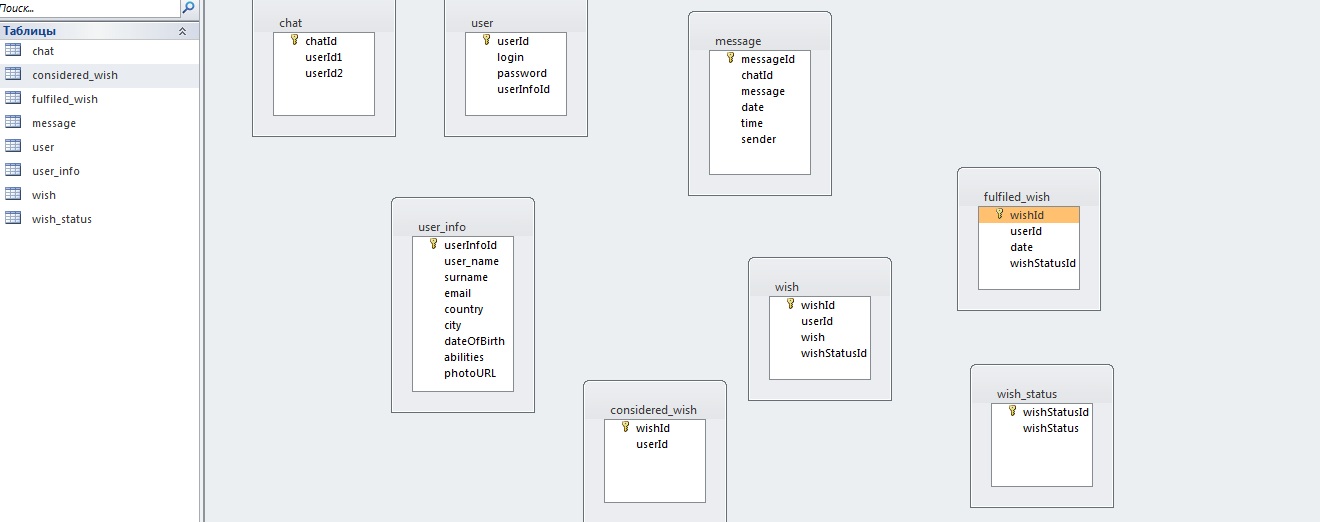 Поиск...
Таблицы
chat
considered_wish
fulfiled_wish
message
user
user_info
wish
wish_status
chat
chatId
userId1
userId2
user
userId
login
password
userInfoId
message
messageId
chatId
message
date
time
sender
user_info
userInfoId
user_name
surname
email
country
city
dateOfBirth
abilities
photoURL
considered_wish
wishId
userId
wish
wishId
userId
wish
wishStatusId
fulfiled_wish
wishId
userId
date
wishStatusId
wish_status
wishStatusId
wishStatus